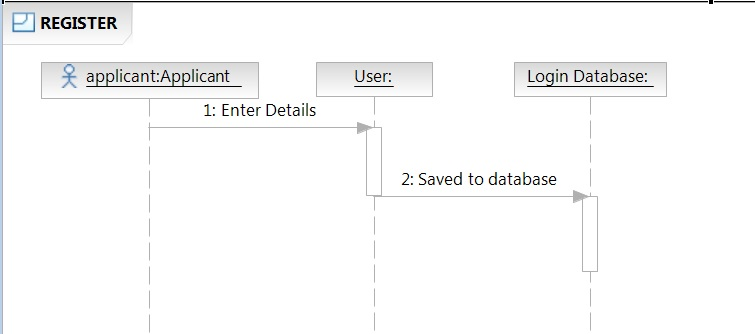 REGISTER
applicant:Applicant
User:
Login Database:
1: Enter Details
2: Saved to database